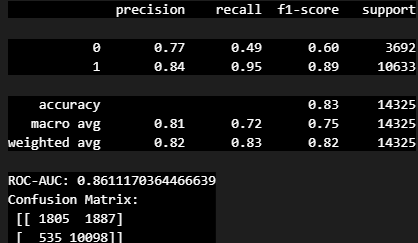 precision recall f1-score support
0 0.77 0.49 0.60 3692
1 0.84 0.95 0.89 10633
accuracy 0.83 14325
macro avg 0.81 0.72 0.75 14325
weighted avg 0.82 0.83 0.82 14325
ROC-AUC: 0.8611170364466639
Confusion Matrix:
[[ 1805 1887]
[ 535 10098]]